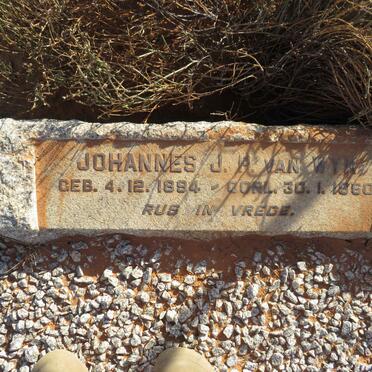 JOHANNES J. H. VAN WYK
GEB. 4.12.1884 - OORL. 30.1.1960
RUS IN VREDE.